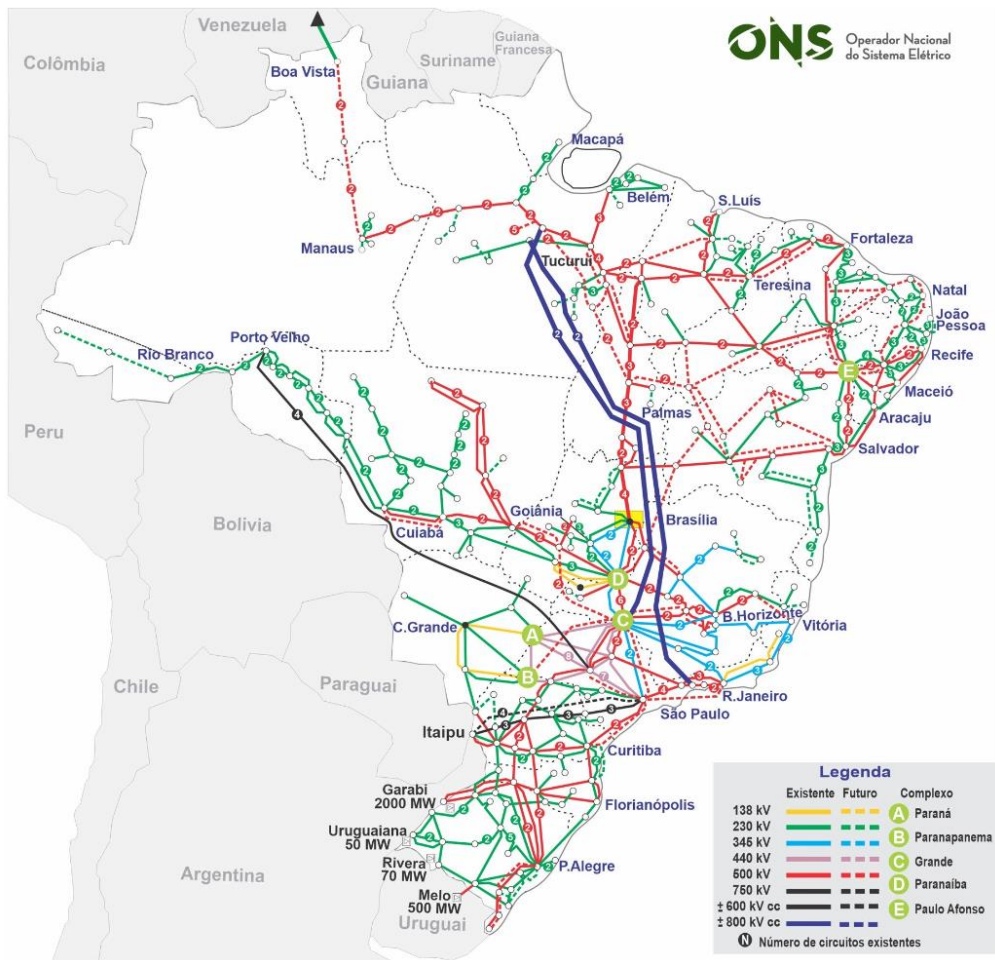 Venezuela
Guiana
Francesa
Suriname
Guiana
Colômbia
Boa Vista
ONS Operador Nacional
do Sistema Elétrico
Macapá
Belém
S.Luís
Manaus
Fortaleza
Tucuruí
Teresina
Natal
João
Pessoa
Porto Velho
Rio Branco
Recife
E
Maceió
Palmas
Aracaju
Peru
Salvador
Goiânia
Brasília
Cuiabá
Bolívia
D
B.Horizonte
C
Vitória
C.Grande
A
B
Chile
Paraguai
R.Janeiro
São Paulo
Itaipu
Curitiba
Garabi
2000 MW
Florianópolis
Uruguaiana
50 MW
Rivera
70 MW
P.Alegre
Argentina
Melo
500 MW
Uruguai
Legenda
Existente Futuro Complexo
138 kV A Paraná
230 kV
345 kV B Paranapanema
440 kV C Grande
500 kV
750 kV D Paranaíba
± 600 kV cc
± 800 kV cc E Paulo Afonso
N Número de circuitos existentes